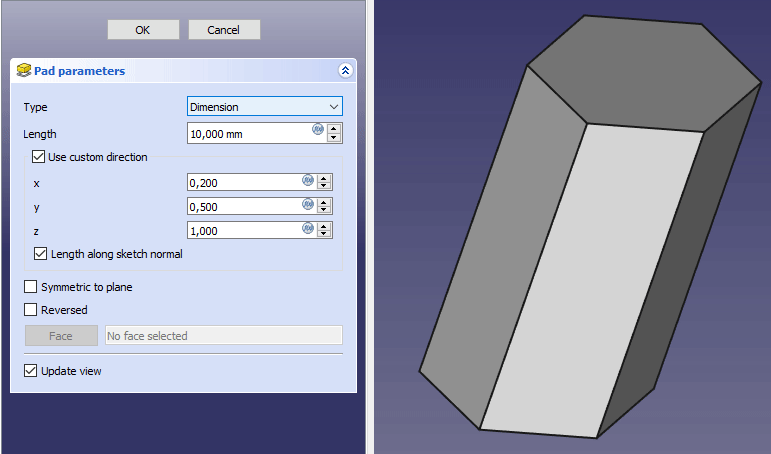 OK Cancel
Pad parameters
Type Dimension
Length 10,000 mm
Use custom direction
x 0,200
y 0,500
z 1,000
Length along sketch normal
Symmetric to plane
Reversed
Face No face selected
Update view